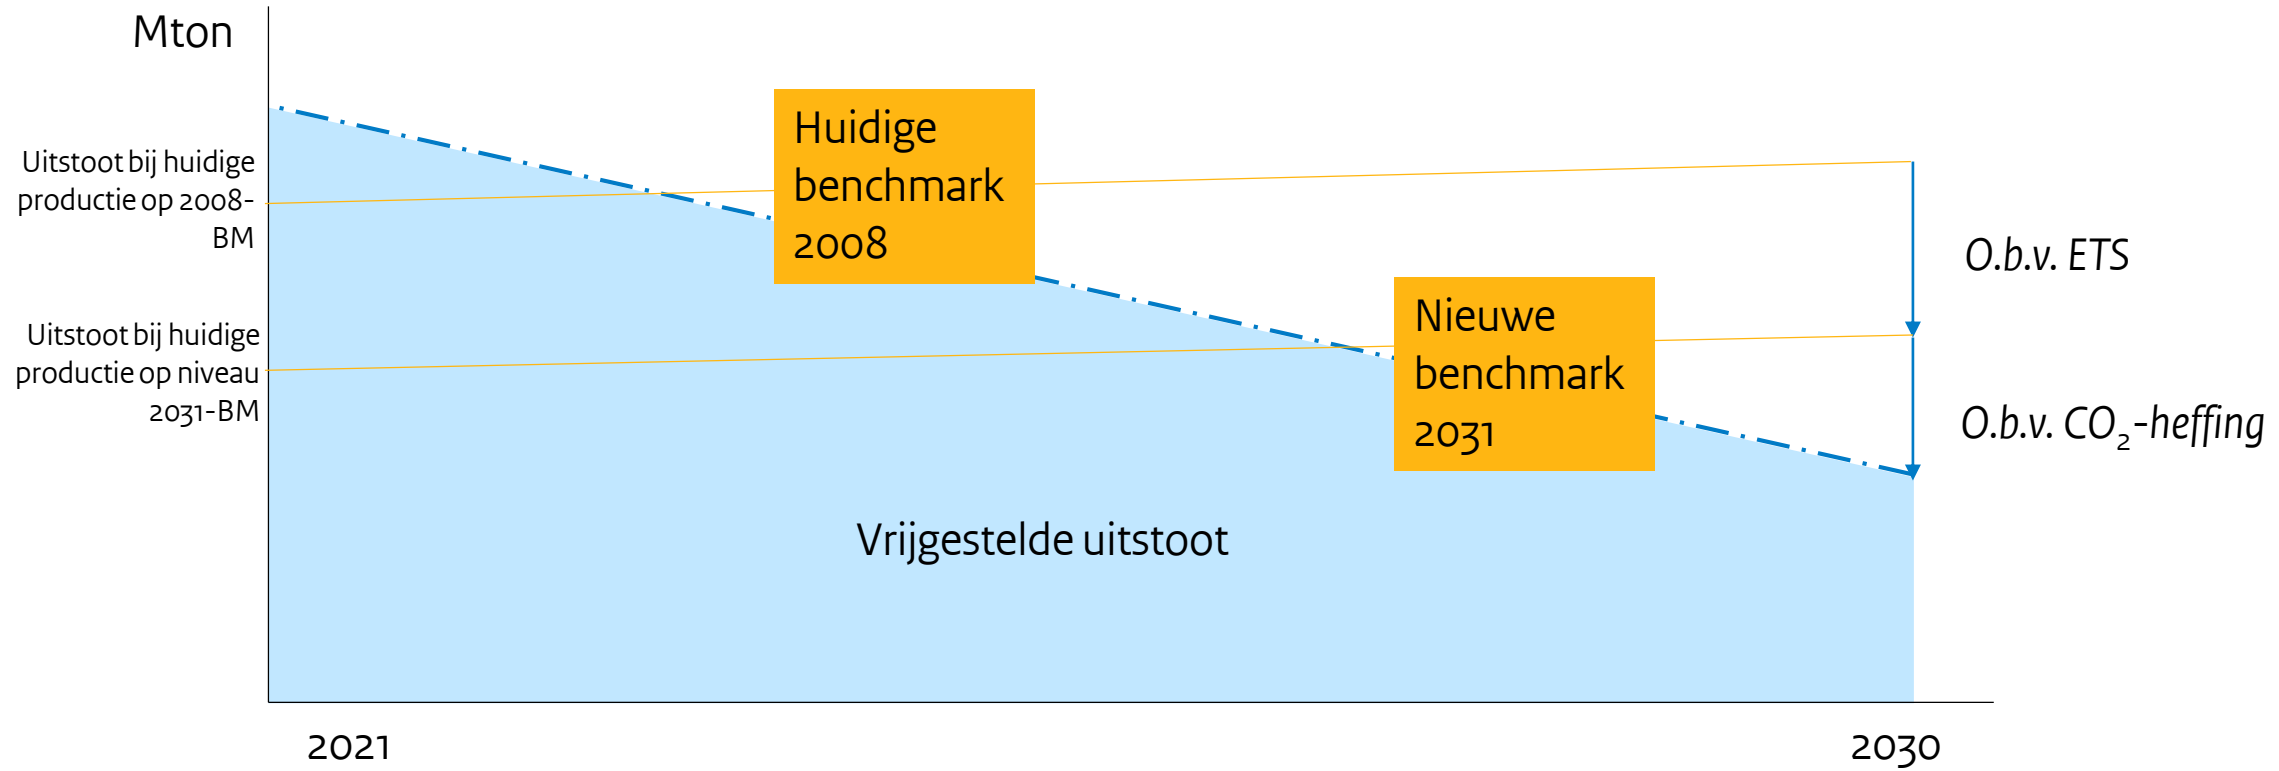 Mton
Uitstoot bij huidige
productie op 2008-
BM
Uitstoot bij huidige
productie op niveau
2031-BM
Huidige
benchmark
2008
Nieuwe
benchmark
2031
O.b.v. ETS
O.b.v. CO₂-heffing
Vrijgestelde uitstoot
2021
2030